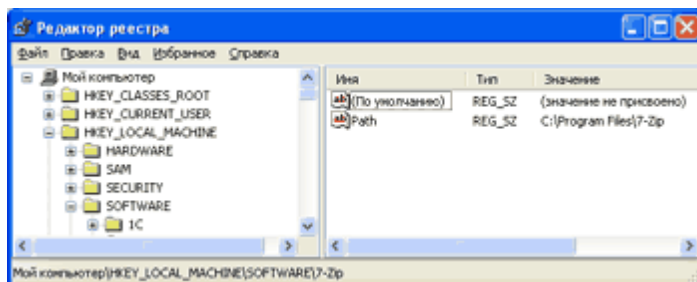 Редактор реестра
Файл Правка Вид Избранное Справка
Мой компьютер
HKEY_CLASSES_ROOT
HKEY_CURRENT_USER
HKEY_LOCAL_MACHINE
HARDWARE
SAM
SECURITY
SOFTWARE
1C
Имя Тип Значение
(По умолчанию) REG_SZ (значение не присвоено)
Path REG_SZ C:\Program Files\7-Zip
Мой компьютер\HKEY_LOCAL_MACHINE\SOFTWARE\7-Zip